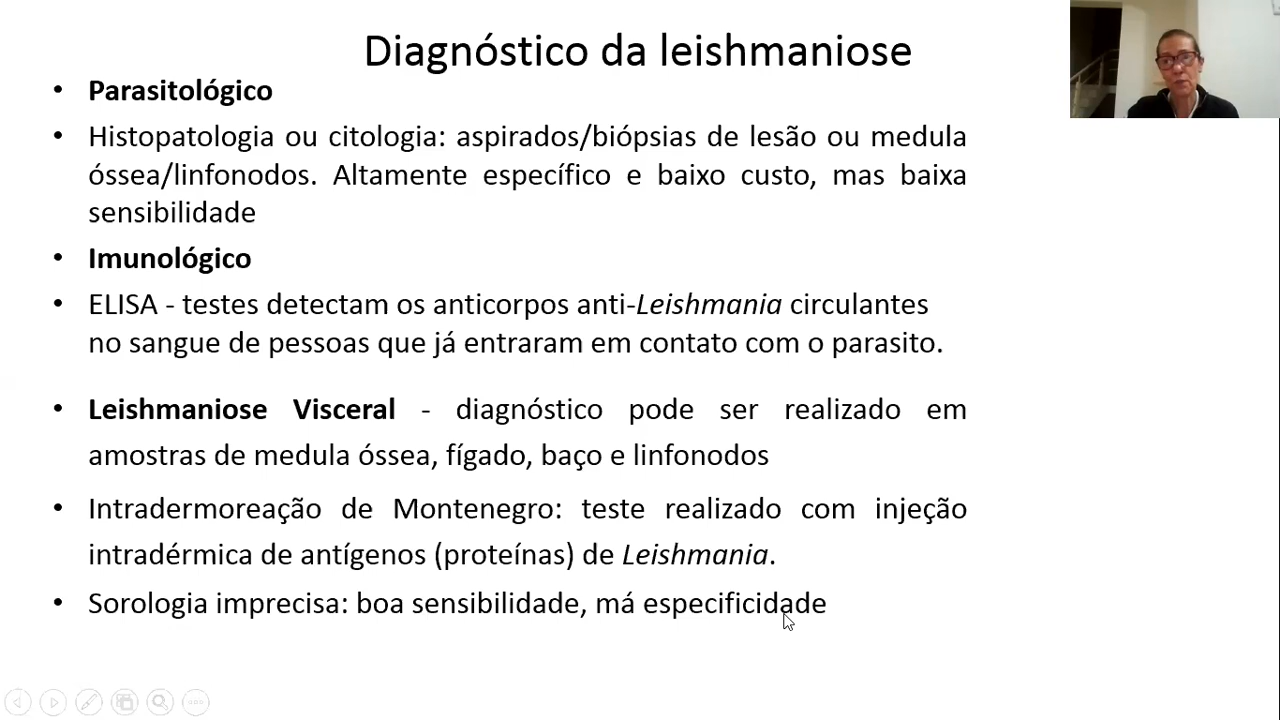 Diagnóstico da leishmaniose
• Parasitológico
• Histopatologia ou citologia: aspirados/biópsias de lesão ou medula
óssea/linfonodos. Altamente específico e baixo custo, mas baixa
sensibilidade
• Imunológico
• ELISA - testes detectam os anticorpos anti-Leishmania circulantes
no sangue de pessoas que já entraram em contato com o parasito.
• Leishmaniose Visceral - diagnóstico pode ser realizado em
amostras de medula óssea, fígado, baço e linfonodos
• Intradermoreação de Montenegro: teste realizado com injeção
intradérmica de antígenos (proteínas) de Leishmania.
• Sorologia imprecisa: boa sensibilidade, má especificidade